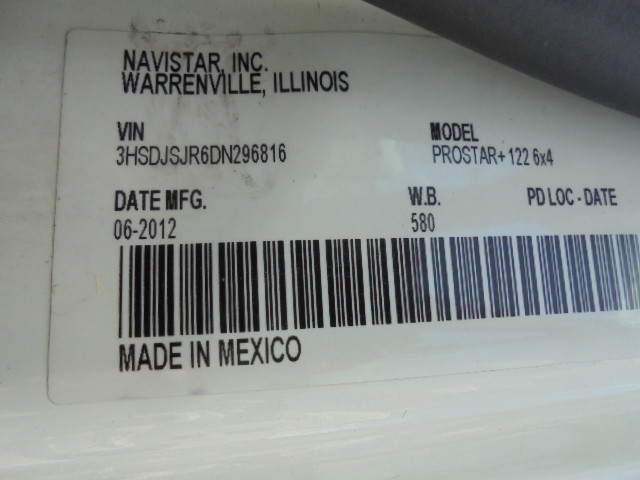 NAVISTAR, INC.
WARRENVILLE, ILLINOIS
VIN MODEL
3HSDJSJR6DN296816 PROSTAR+ 122 6x4
DATE MFG. W.B. PD LOC - DATE
06-2012 580
MADE IN MEXICO